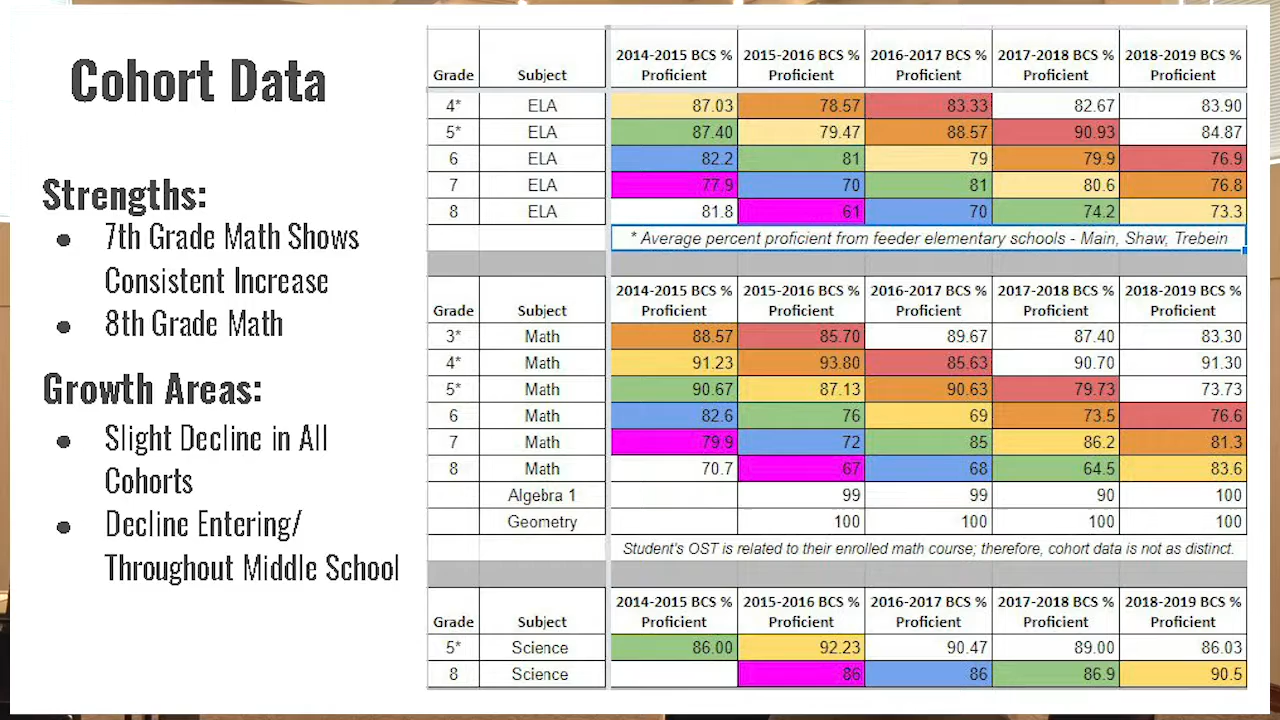 Cohort Data
Strengths:
● 7th Grade Math Shows
Consistent Increase
● 8th Grade Math
Growth Areas:
● Slight Decline in All
Cohorts
● Decline Entering/
Throughout Middle School
Grade Subject 2014-2015 BCS % Proficient 2015-2016 BCS % Proficient 2016-2017 BCS % Proficient 2017-2018 BCS % Proficient 2018-2019 BCS % Proficient
4* ELA 87.03 78.57 83.33 82.67 83.90
5* ELA 87.40 79.47 88.57 90.93 84.87
6 ELA 82.2 81 79 79.9 76.9
7 ELA 77.9 70 81 80.6 76.8
8 ELA 81.8 61 70 74.2 73.3
* Average percent proficient from feeder elementary schools - Main, Shaw, Trebein
Grade Subject 2014-2015 BCS % Proficient 2015-2016 BCS % Proficient 2016-2017 BCS % Proficient 2017-2018 BCS % Proficient 2018-2019 BCS % Proficient
3* Math 88.57 85.70 89.67 87.40 83.30
4* Math 91.23 93.80 85.63 90.70 91.30
5* Math 90.67 87.13 90.63 79.73 73.73
6 Math 82.6 76 69 73.5 76.6
7 Math 79.9 72 85 86.2 81.3
8 Math 70.7 67 68 64.5 83.6
Algebra 1 99 99 90 100
Geometry 100 100 100 100
Student's OST is related to their enrolled math course; therefore, cohort data is not as distinct.
Grade Subject 2014-2015 BCS % Proficient 2015-2016 BCS % Proficient 2016-2017 BCS % Proficient 2017-2018 BCS % Proficient 2018-2019 BCS % Proficient
5* Science 86.00 92.23 90.47 89.00 86.03
8 Science 86 86 86.9 90.5